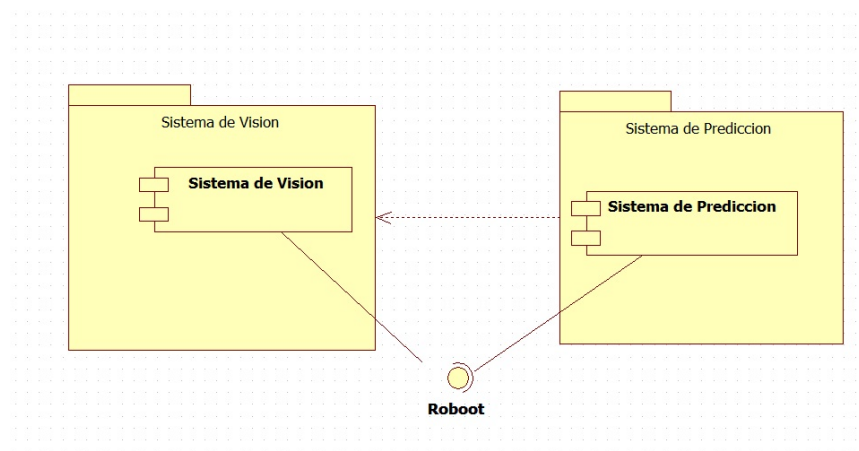 Sistema de Vision
Sistema de Prediccion
Sistema de Vision
Sistema de Prediccion
Roboot